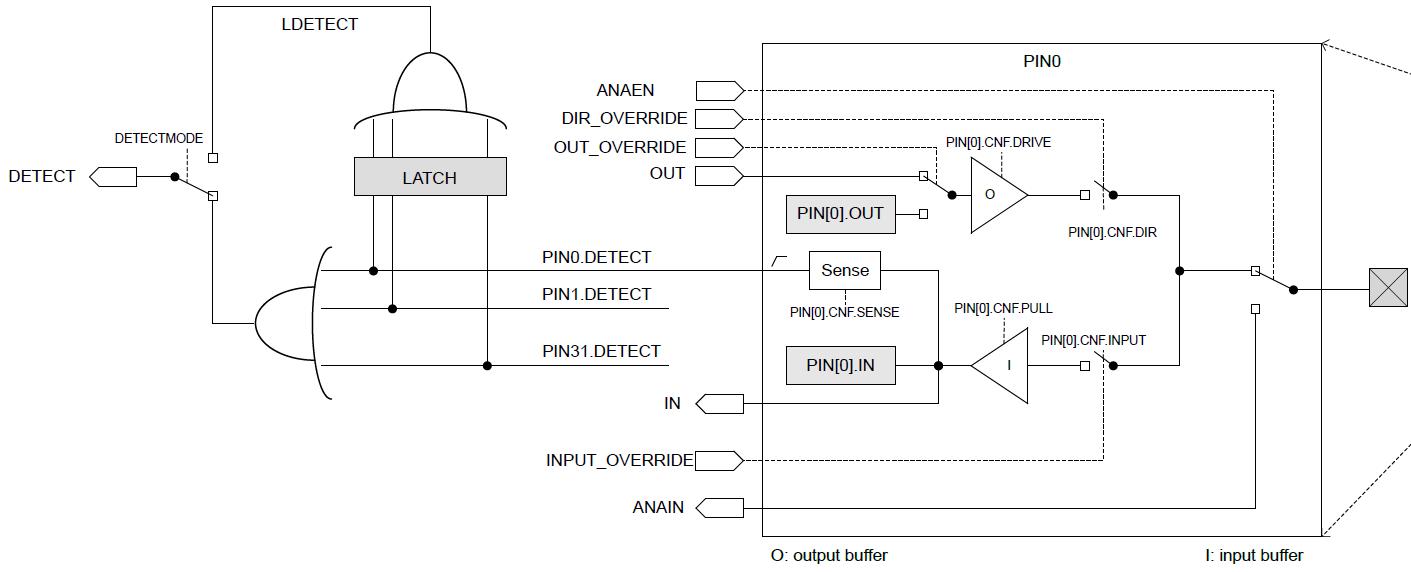 LDETECT
PIN0
ANAEN
DIR_OVERRIDE
DETECTMODE
OUT_OVERRIDE
PIN[0].CNF.DRIVE
DETECT
LATCH
OUT
O
PIN[0].OUT
PIN[0].CNF.DIR
PIN0.DETECT
Sense
PIN1.DETECT
PIN[0].CNF.SENSE
PIN[0].CNF.PULL
PIN[0].CNF.INPUT
PIN31.DETECT
PIN[0].IN
I
IN
INPUT_OVERRIDE
ANAIN
O: output buffer
I: input buffer